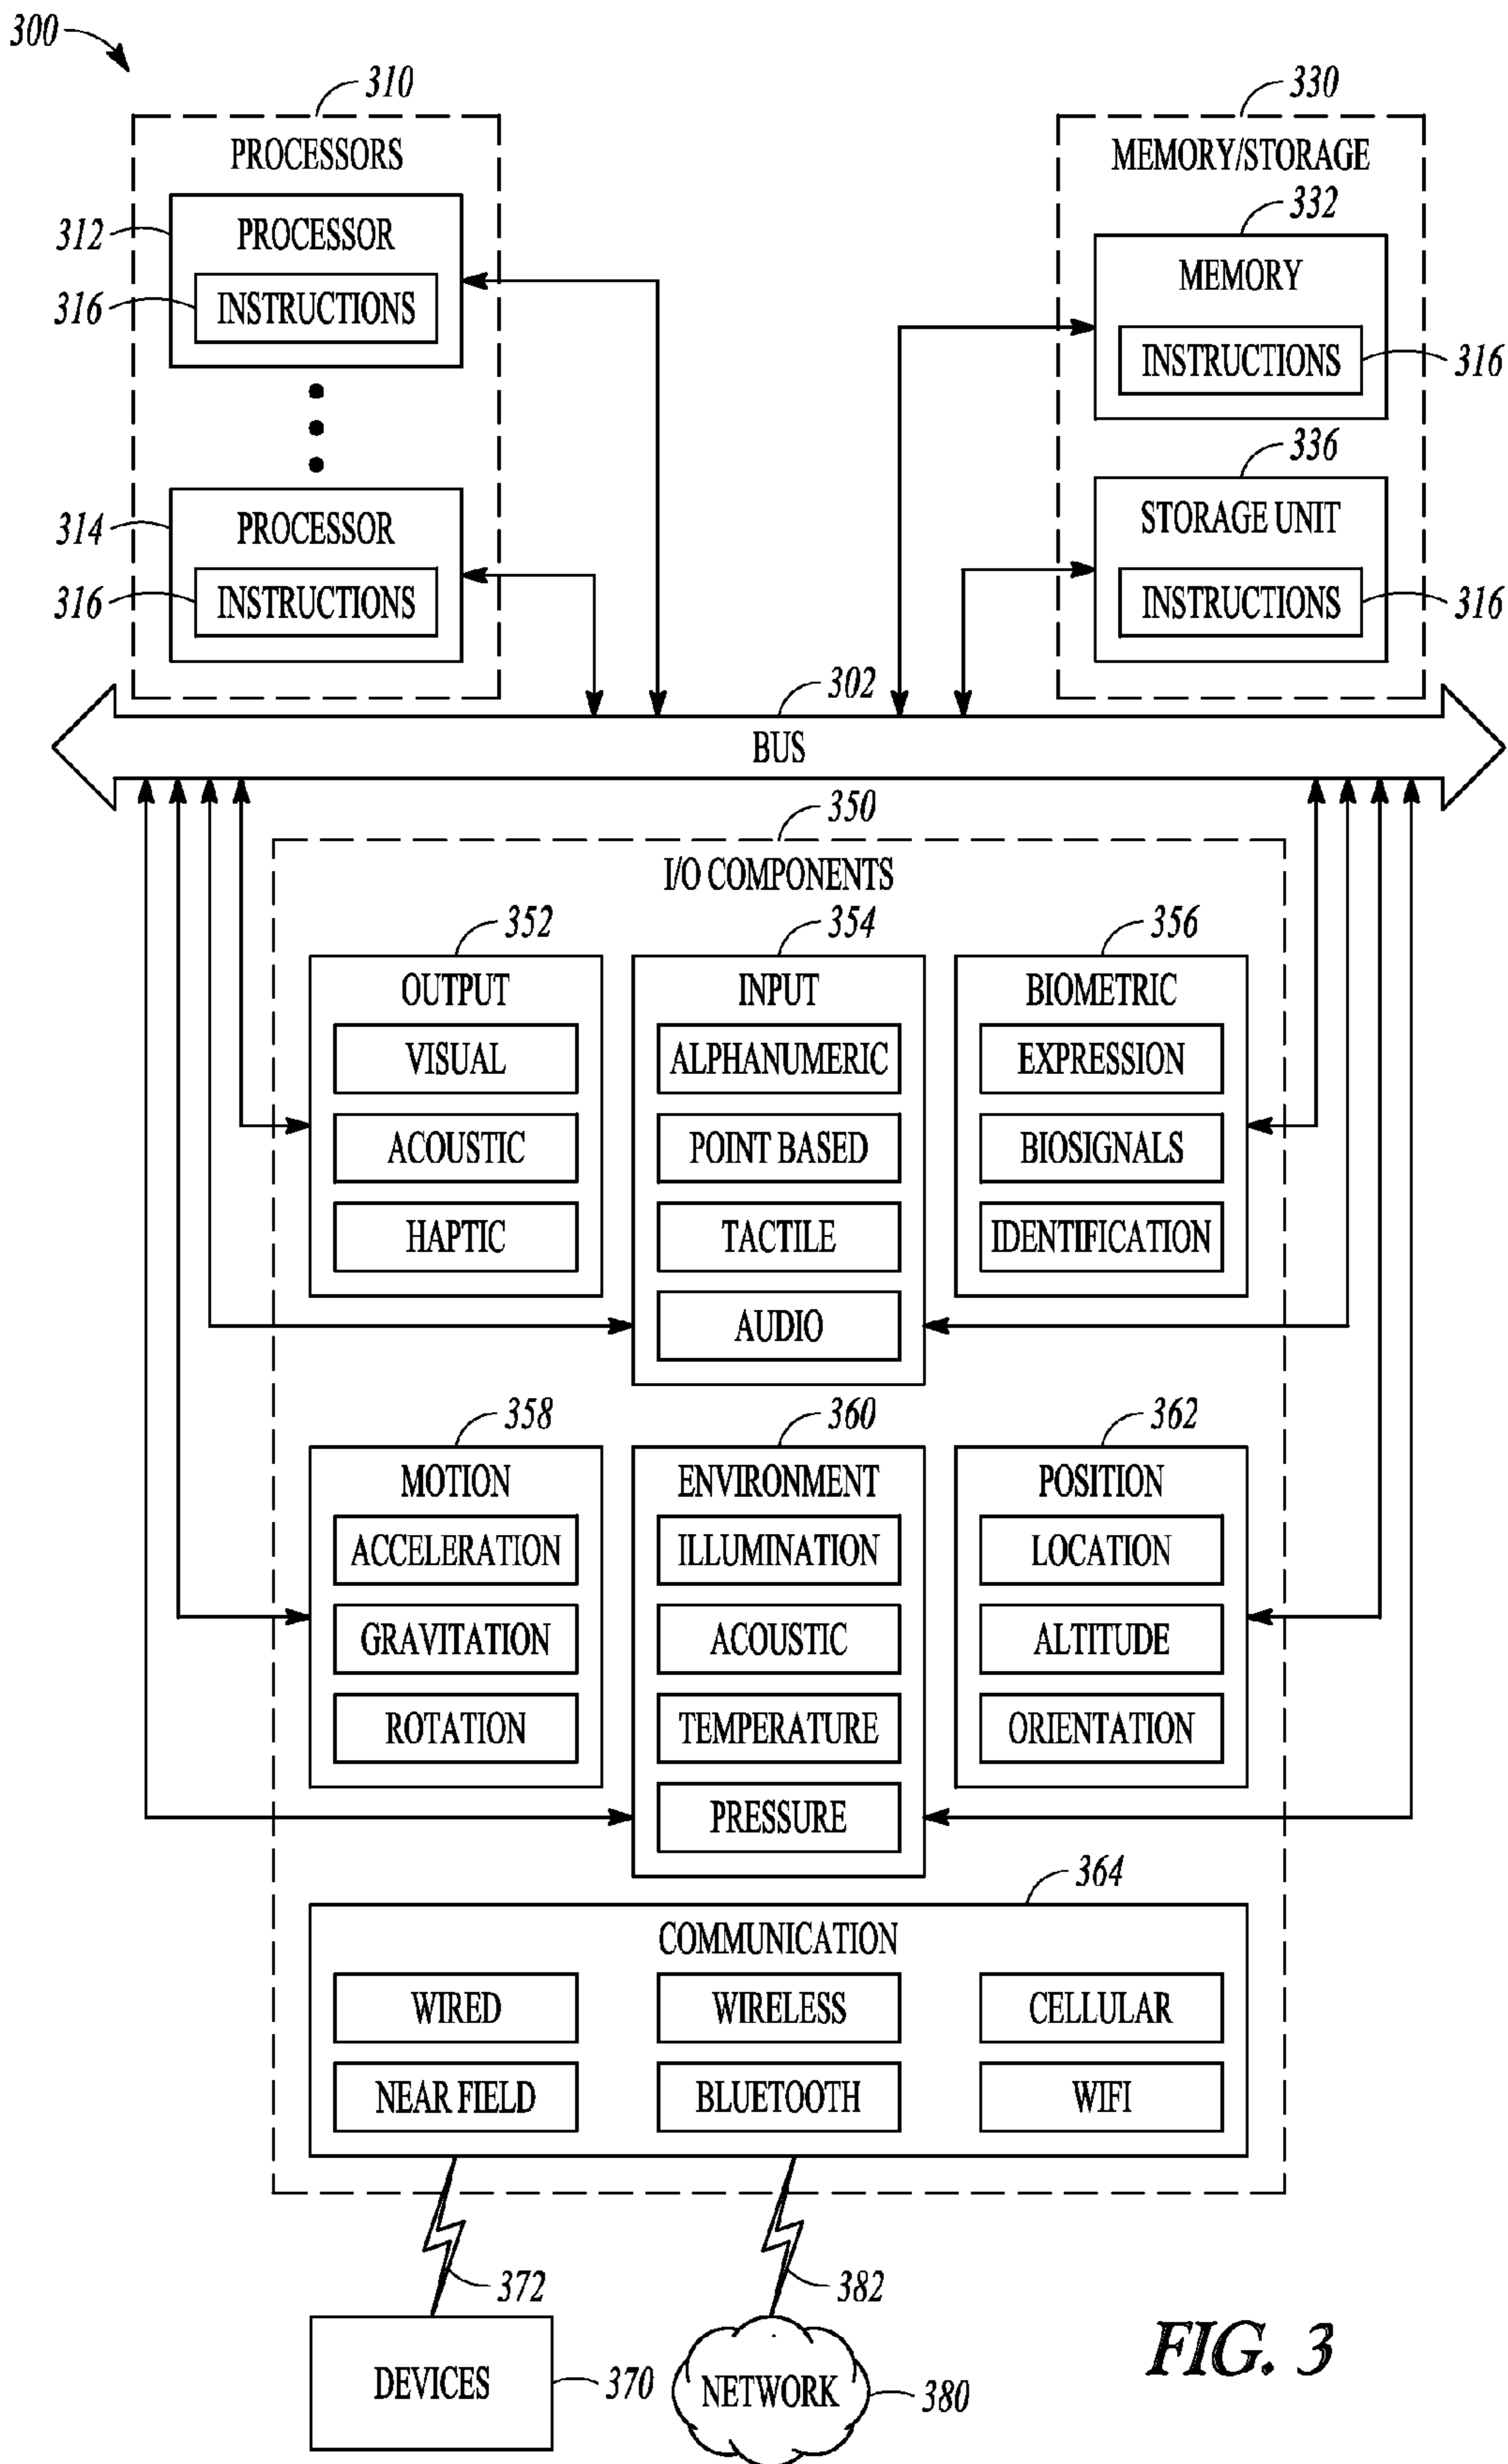 300
310
PROCESSORS
312
PROCESSOR
316
INSTRUCTIONS
314
PROCESSOR
316
INSTRUCTIONS
330
MEMORY/STORAGE
332
MEMORY
INSTRUCTIONS
316
336
STORAGE UNIT
INSTRUCTIONS
316
302
BUS
350
I/O COMPONENTS
352
OUTPUT
VISUAL
ACOUSTIC
HAPTIC
354
INPUT
ALPHANUMERIC
POINT BASED
TACTILE
AUDIO
356
BIOMETRIC
EXPRESSION
BIOSIGNALS
IDENTIFICATION
358
MOTION
ACCELERATION
GRAVITATION
ROTATION
360
ENVIRONMENT
ILLUMINATION
ACOUSTIC
TEMPERATURE
PRESSURE
362
POSITION
LOCATION
ALTITUDE
ORIENTATION
364
COMMUNICATION
WIRED
WIRELESS
CELLULAR
NEAR FIELD
BLUETOOTH
WIFI
372
382
DEVICES
370
NETWORK
380
FIG. 3